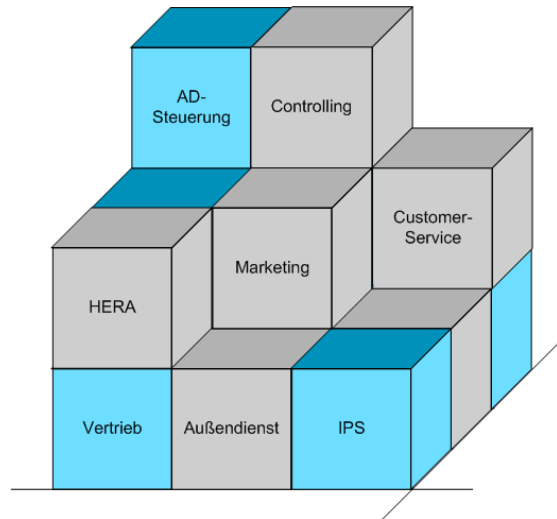 AD-
Steuerung
Controlling
Customer-
Service
Marketing
HERA
Vertrieb
Außendienst
IPS